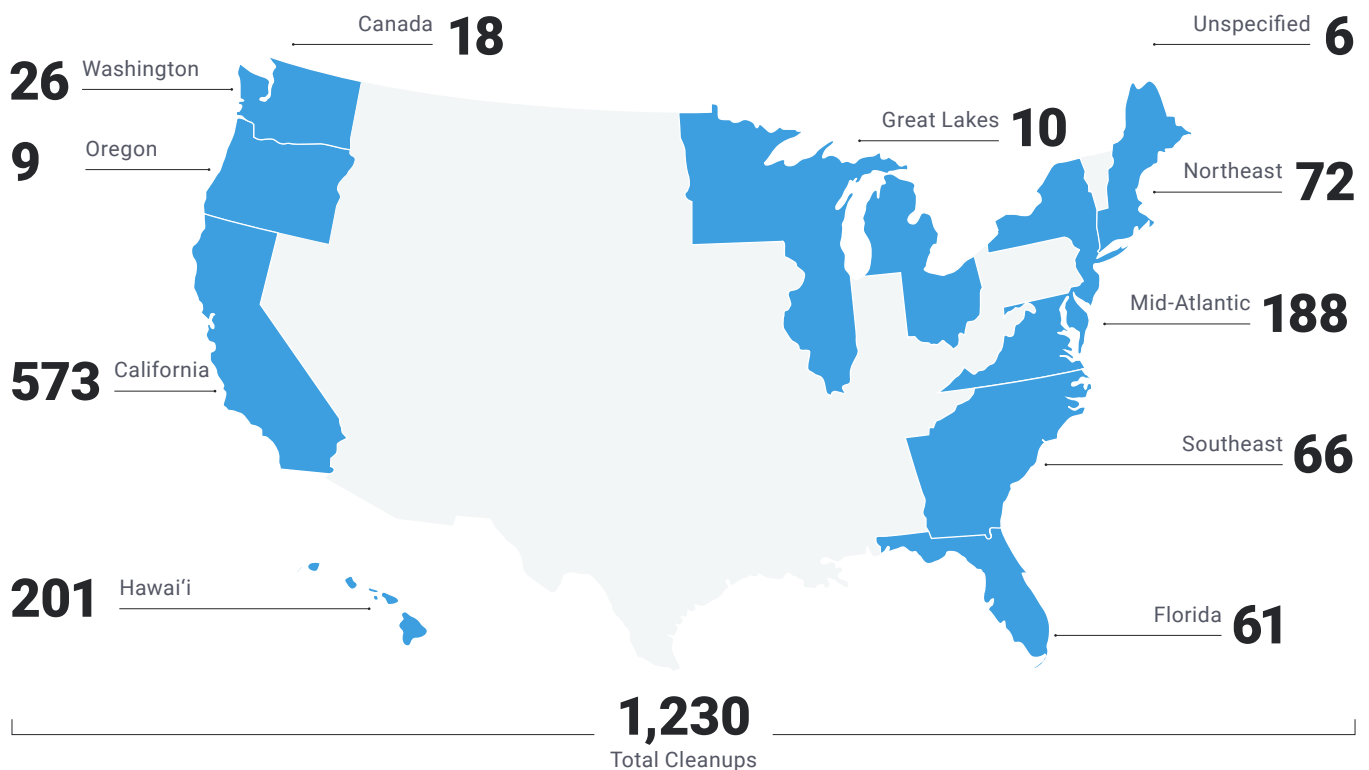 Canada 18
Unspecified 6
26 Washington
Great Lakes 10
9 Oregon
Northeast 72
Mid-Atlantic 188
573 California
Southeast 66
201 Hawaiʻi
Florida 61
1,230
Total Cleanups